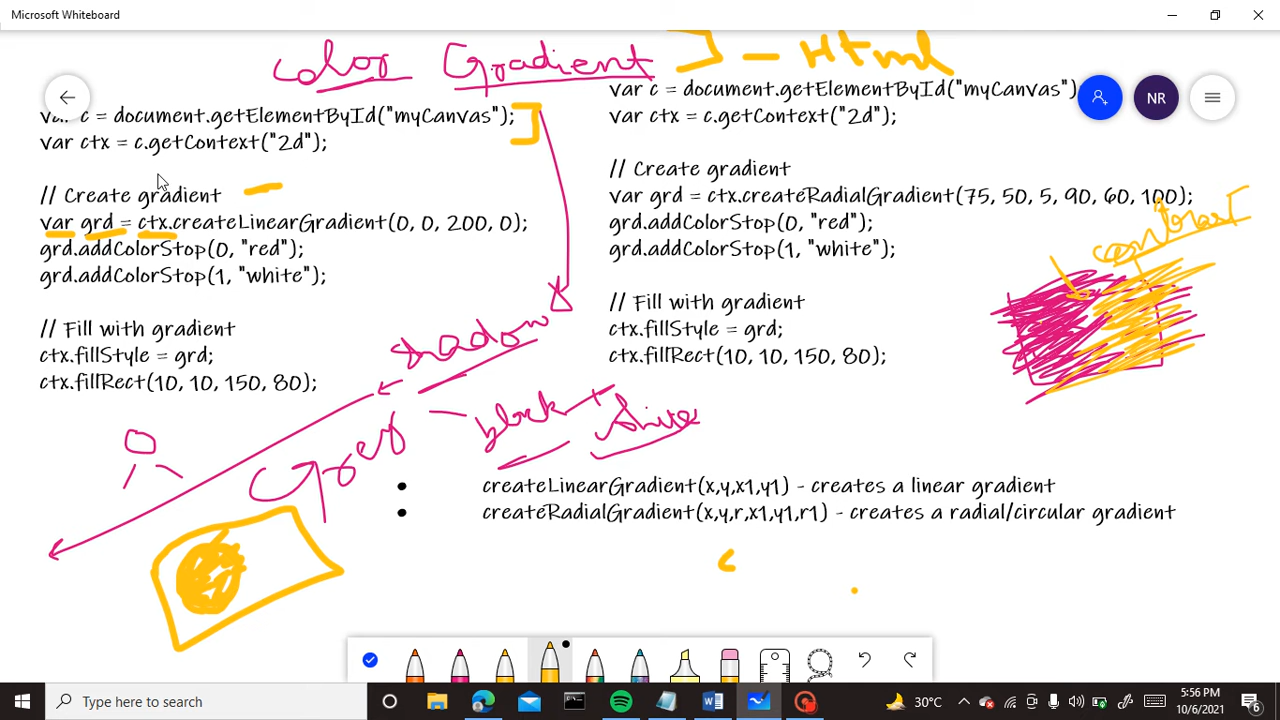 Microsoft Whiteboard
Color Gradient ] - Html
var c = document.getElementById("myCanvas");
var ctx = c.getContext("2d");
// Create gradient
var grd = ctx.createLinearGradient(0, 0, 200, 0);
grd.addColorStop(0, "red");
grd.addColorStop(1, "white");
// Fill with gradient
ctx.fillStyle = grd;
ctx.fillRect(10, 10, 150, 80);
var c = document.getElementById("myCanvas")
var ctx = c.getContext("2d");
// Create gradient
var grd = ctx.createRadialGradient(75, 50, 5, 90, 60, 100);
grd.addColorStop(0, "red");
grd.addColorStop(1, "white");
// Fill with gradient
ctx.fillStyle = grd;
ctx.fillRect(10, 10, 150, 80);
NR
shadow
block
createLinearGradient(x,y,x1,y1) - creates a linear gradient
createRadialGradient(x,y,r,x1,y1,r1) - creates a radial/circular gradient
Type here to search
30°C
5:56 PM
10/6/2021
6